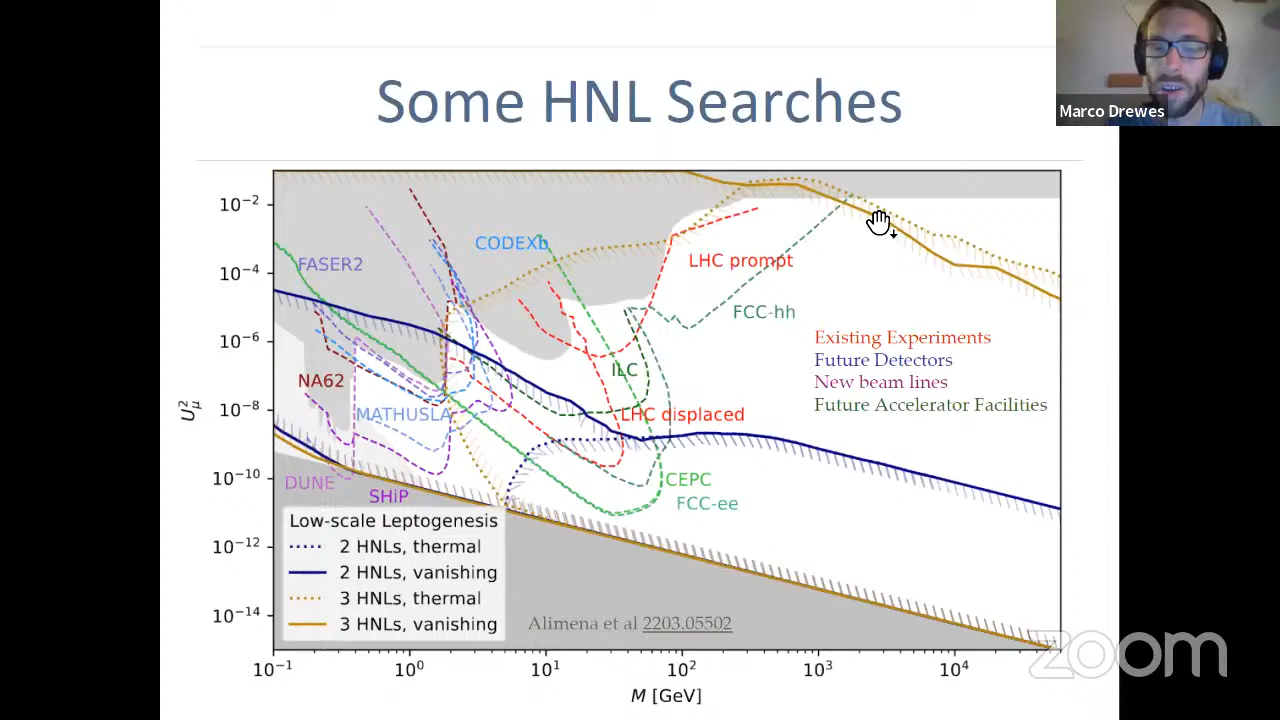 Some HNL Searches
Marco Drewes
10⁻²
10⁻⁴
10⁻⁶
10⁻⁸
10⁻¹⁰
10⁻¹²
10⁻¹⁴
U²μ
CODEXb
FASER2
LHC prompt
FCC-hh
Existing Experiments
Future Detectors
New beam lines
Future Accelerator Facilities
ILC
NA62
MATHUSLA
LHC displaced
DUNE
SHiP
CEPC
FCC-ee
Low-scale Leptogenesis
2 HNLs, thermal
2 HNLs, vanishing
3 HNLs, thermal
3 HNLs, vanishing
Alimena et al 2203.05502
10⁻¹ 10⁰ 10¹ 10² 10³ 10⁴
M [GeV]
zoom